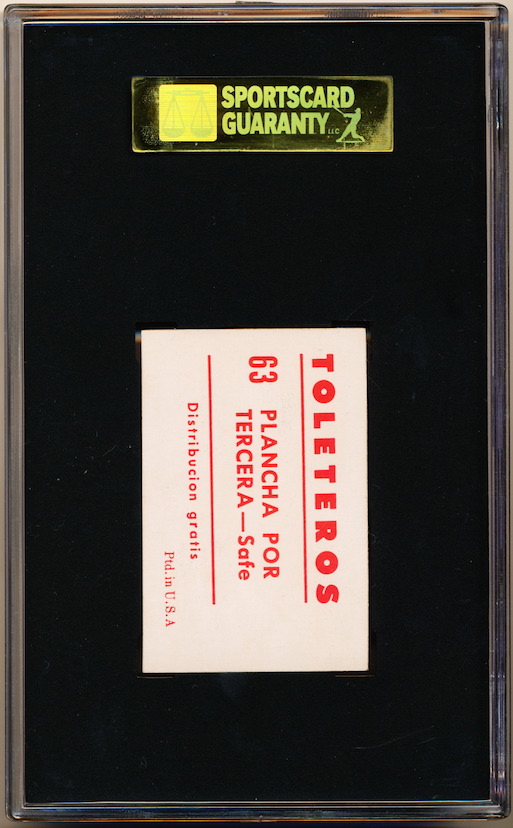 SPORTSCARD
GUARANTY LLC
TOLETEROS
63 PLANCHA POR
TERCERA—Safe
Distribucion gratis
Ptd. in U.S.A